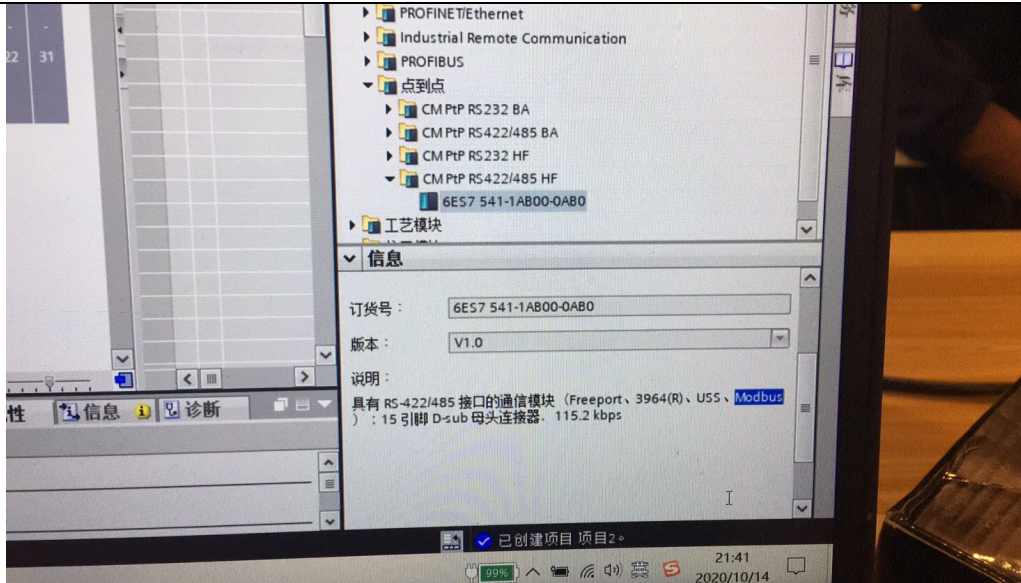 22 31
PROFINET/Ethernet
Industrial Remote Communication
PROFIBUS
点到点
CM PtP RS232 BA
CM PtP RS422/485 BA
CM PtP RS232 HF
CM PtP RS422/485 HF
6ES7 541-1AB00-0AB0
工艺模块
库
信息
订货号：
6ES7 541-1AB00-0AB0
版本：
V1.0
说明：
具有 RS-422/485 接口的通信模块（Freeport、3964(R)、USS、Modbus
）：15 引脚 D-sub 母头连接器. 115.2 kbps
性 信息 诊断
已创建项目 项目2。
99% 英 21:41
2020/10/14